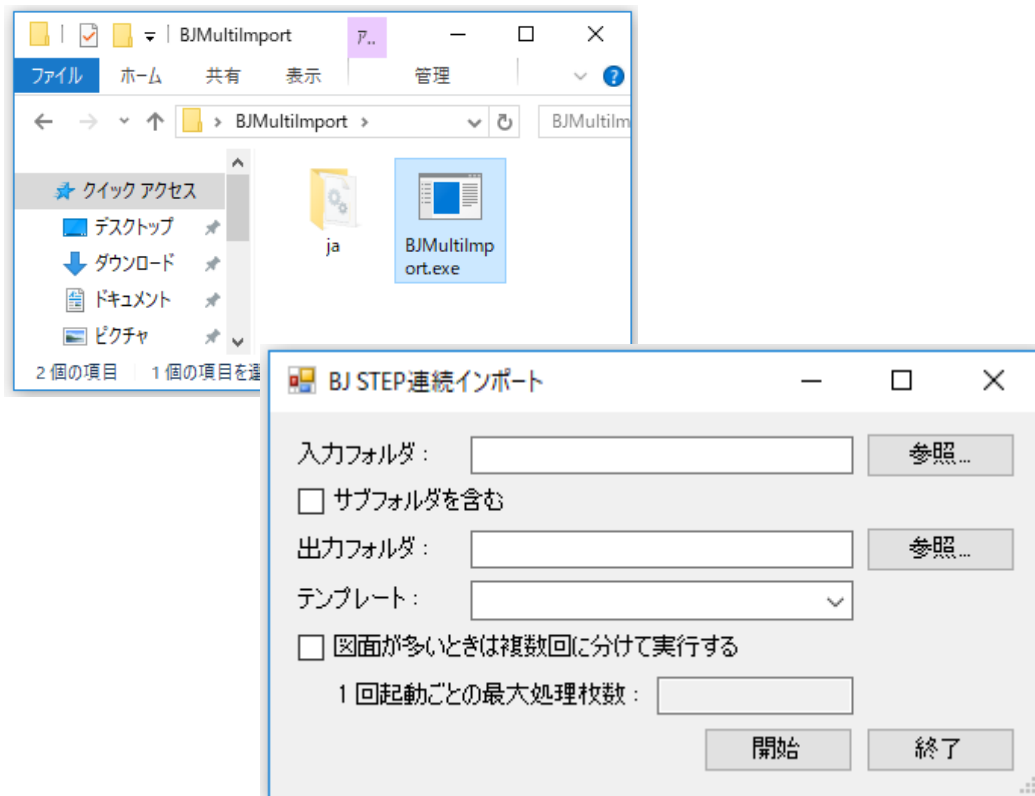 BJMultiImport
P..
ファイル ホーム 共有 表示 管理
BJMultiImport
BJMultiIm
クイック アクセス
デスクトップ
ダウンロード
ドキュメント
ピクチャ
ja
BJMultiImp
ort.exe
2 個の項目 1 個の項目を選
BJ STEP連続インポート
入力フォルダ: 参照...
サブフォルダを含む
出力フォルダ: 参照...
テンプレート:
図面が多いときは複数回に分けて実行する
1 回起動ごとの最大処理枚数:
開始 終了